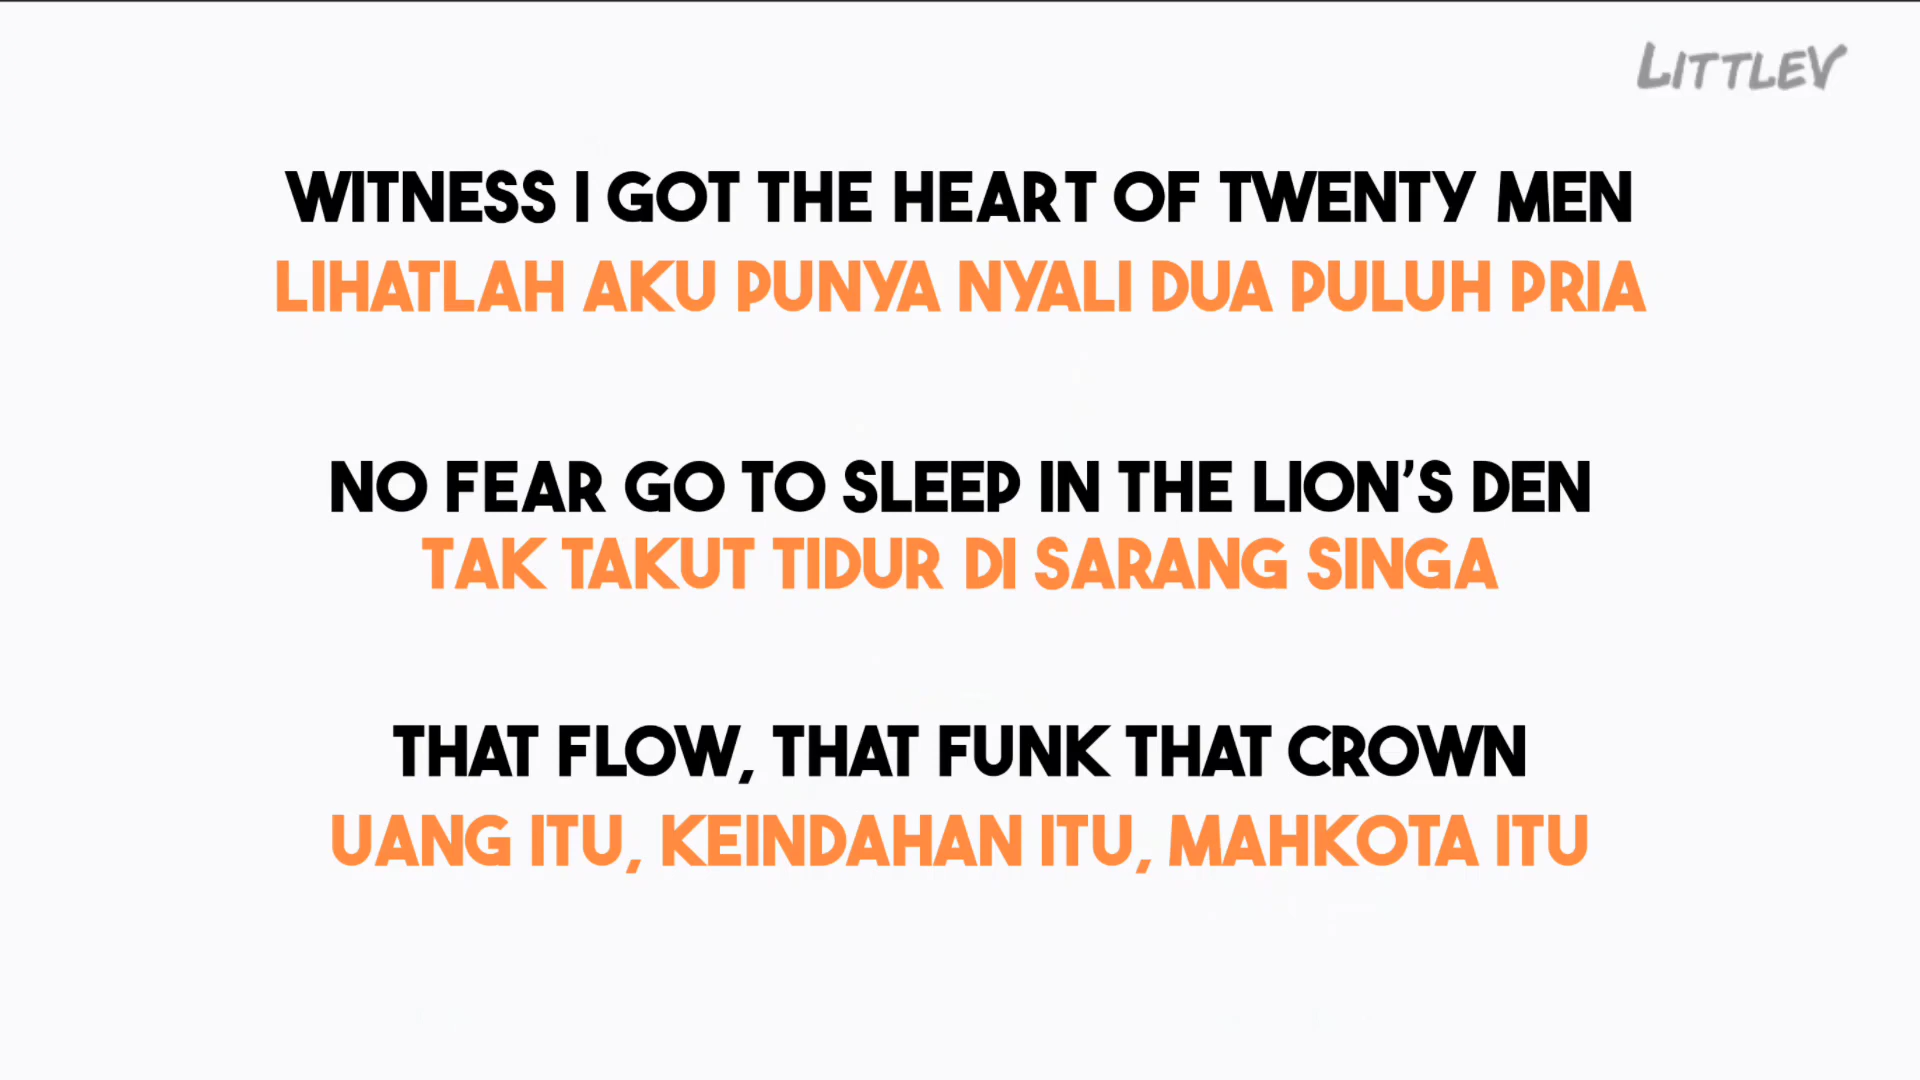 LITTLEV
WITNESS I GOT THE HEART OF TWENTY MEN
LIHATLAH AKU PUNYA NYALI DUA PULUH PRIA
NO FEAR GO TO SLEEP IN THE LION'S DEN
TAK TAKUT TIDUR DI SARANG SINGA
THAT FLOW, THAT FUNK THAT CROWN
UANG ITU, KEINDAHAN ITU, MAHKOTA ITU